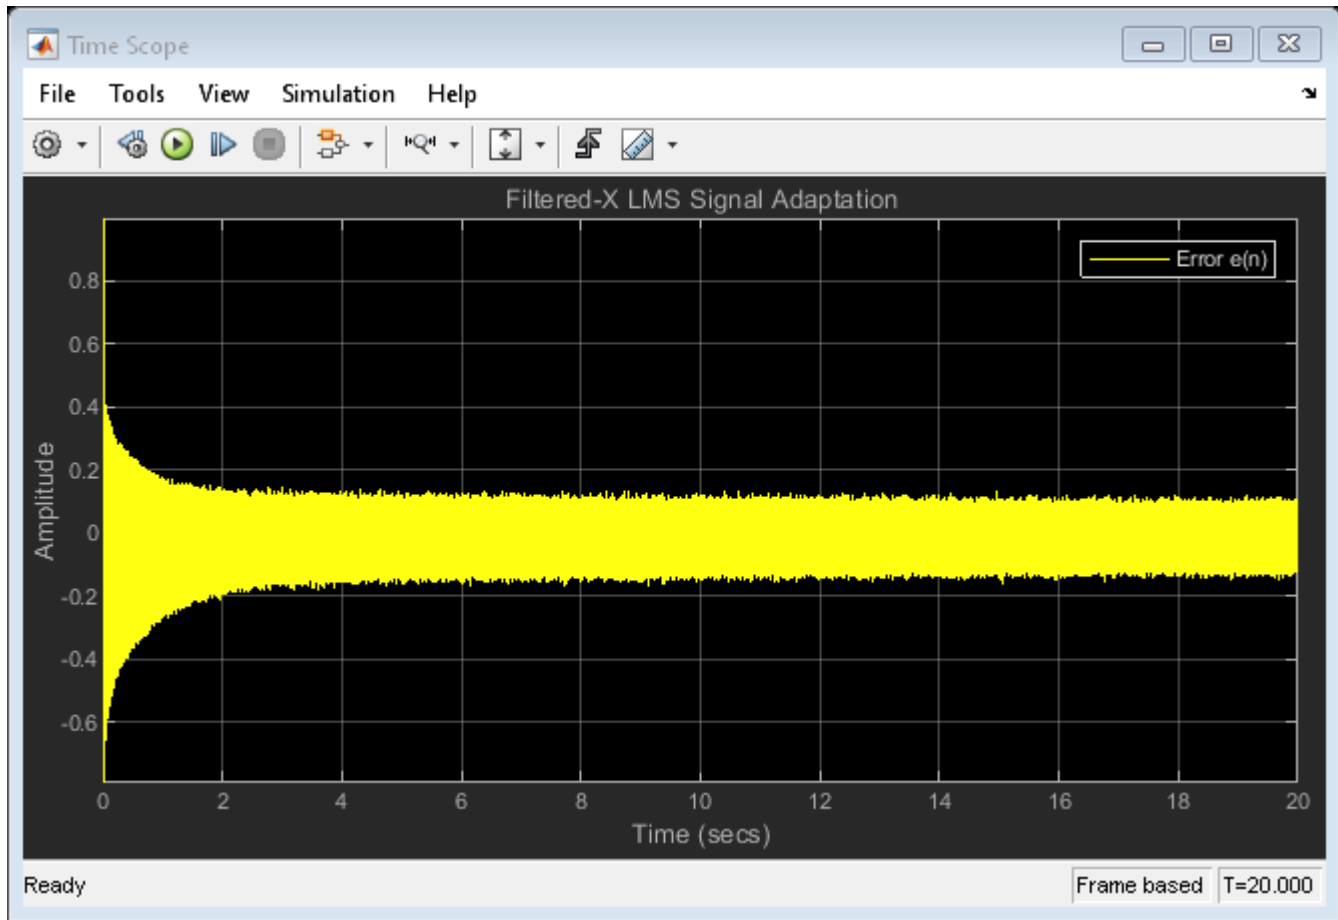 Time Scope
File Tools View Simulation Help
Filtered-X LMS Signal Adaptation
Error e(n)
0.8
0.6
0.4
0.2
0
-0.2
-0.4
-0.6
Amplitude
0 2 4 6 8 10 12 14 16 18 20
Time (secs)
Ready Frame based T=20.000